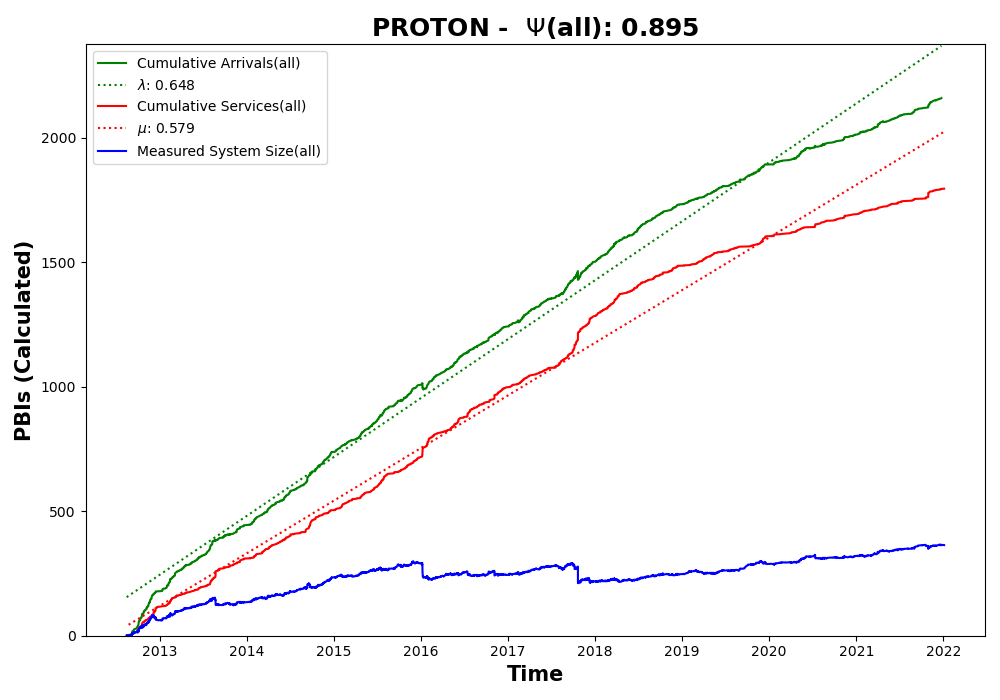 PROTON - Ψ(all): 0.895
Cumulative Arrivals(all)
λ: 0.648
Cumulative Services(all)
μ: 0.579
Measured System Size(all)
PBIs (Calculated)
2000
1500
1000
500
0
2013 2014 2015 2016 2017 2018 2019 2020 2021 2022
Time